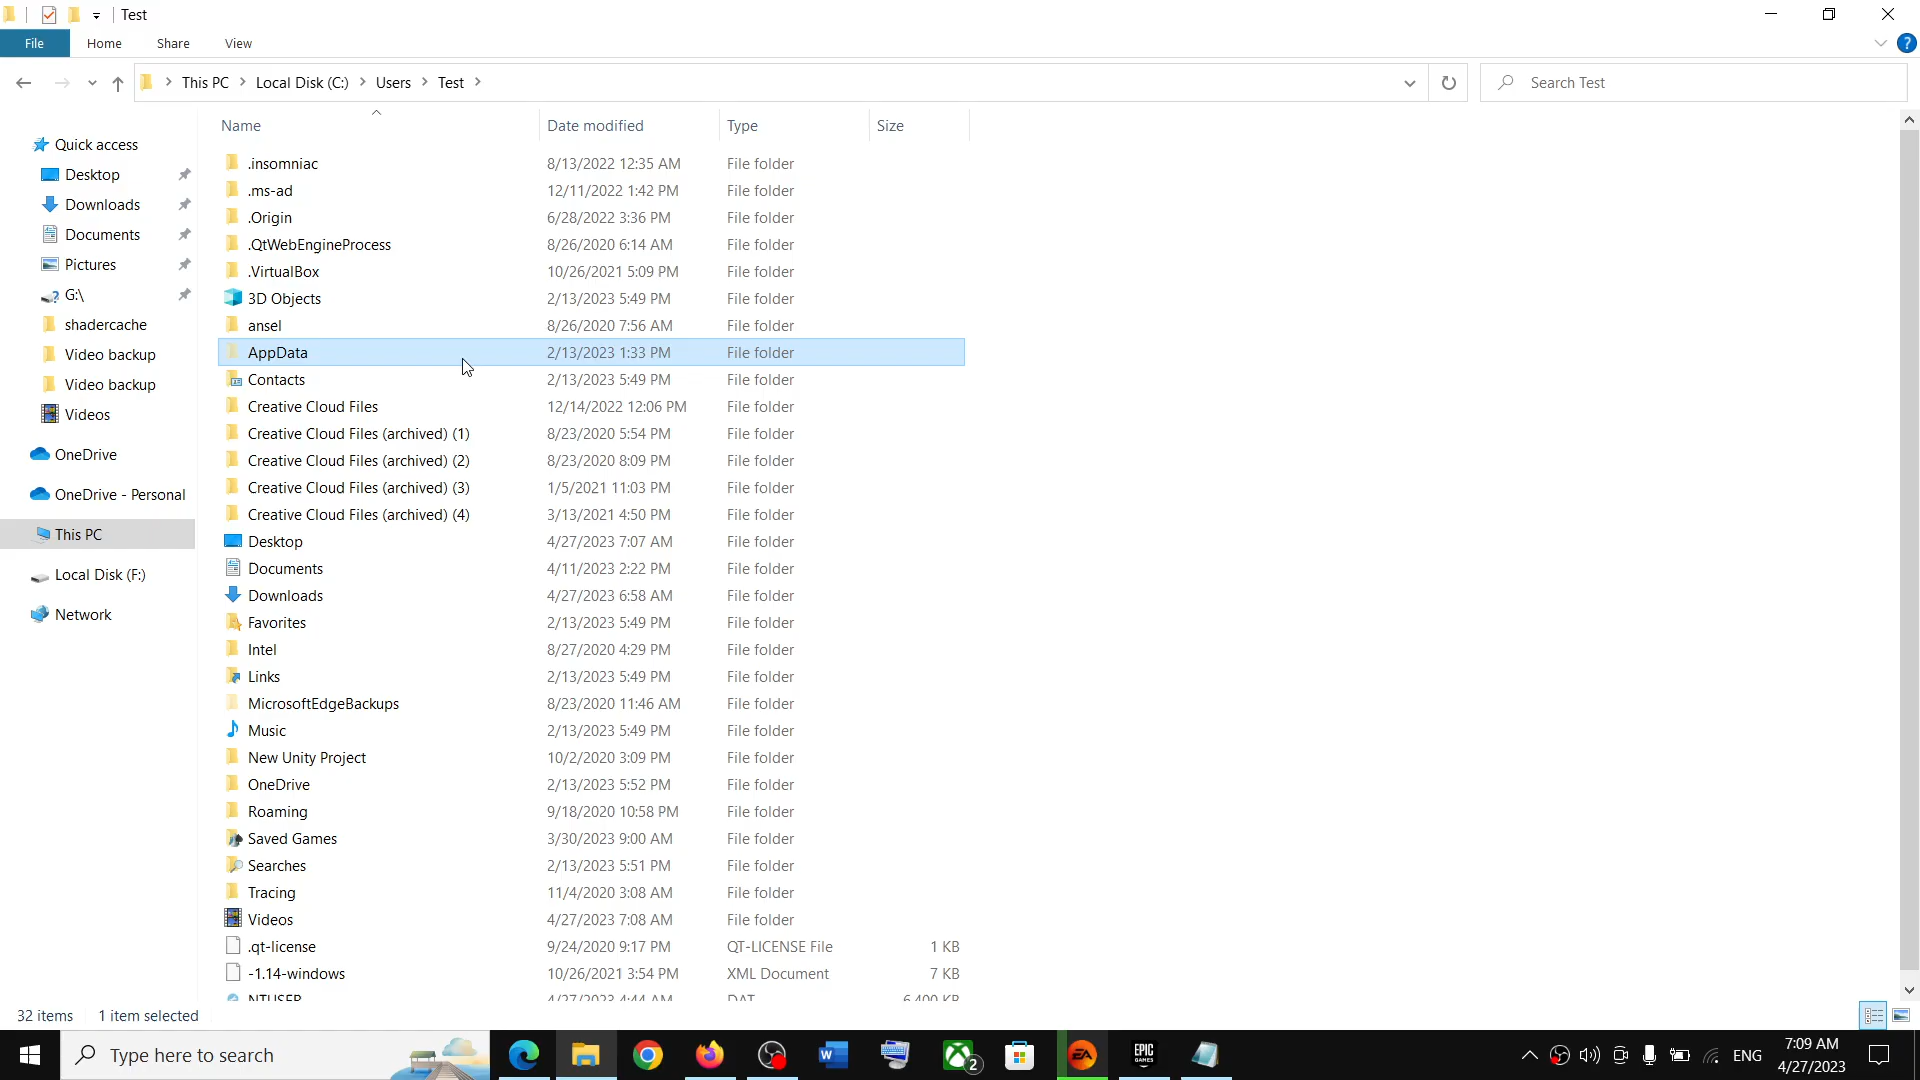 Test
File Home Share View
This PC Local Disk (C:) Users Test
Search Test
Name Date modified Type Size
Quick access
Desktop
Downloads
Documents
Pictures
G:\
shadercache
Video backup
Video backup
Videos
OneDrive
OneDrive - Personal
This PC
Local Disk (F:)
Network
.insomniac 8/13/2022 12:35 AM File folder
.ms-ad 12/11/2022 1:42 PM File folder
.Origin 6/28/2022 3:36 PM File folder
.QtWebEngineProcess 8/26/2020 6:14 AM File folder
.VirtualBox 10/26/2021 5:09 PM File folder
3D Objects 2/13/2023 5:49 PM File folder
ansel 8/26/2020 7:56 AM File folder
AppData 2/13/2023 1:33 PM File folder
Contacts 2/13/2023 5:49 PM File folder
Creative Cloud Files 12/14/2022 12:06 PM File folder
Creative Cloud Files (archived) (1) 8/23/2020 5:54 PM File folder
Creative Cloud Files (archived) (2) 8/23/2020 8:09 PM File folder
Creative Cloud Files (archived) (3) 1/5/2021 11:03 PM File folder
Creative Cloud Files (archived) (4) 3/13/2021 4:50 PM File folder
Desktop 4/27/2023 7:07 AM File folder
Documents 4/11/2023 2:22 PM File folder
Downloads 4/27/2023 6:58 AM File folder
Favorites 2/13/2023 5:49 PM File folder
Intel 8/27/2020 4:29 PM File folder
Links 2/13/2023 5:49 PM File folder
MicrosoftEdgeBackups 8/23/2020 11:46 AM File folder
Music 2/13/2023 5:49 PM File folder
New Unity Project 10/2/2020 3:09 PM File folder
OneDrive 2/13/2023 5:52 PM File folder
Roaming 9/18/2020 10:58 PM File folder
Saved Games 3/30/2023 9:00 AM File folder
Searches 2/13/2023 5:51 PM File folder
Tracing 11/4/2020 3:08 AM File folder
Videos 4/27/2023 7:08 AM File folder
.qt-license 9/24/2020 9:17 PM QT-LICENSE File 1 KB
-1.14-windows 10/26/2021 3:54 PM XML Document 7 KB
NTUSER 4/27/2023 4:44 AM DAT 6,400 KB
32 items 1 item selected
Type here to search
2
EA
EPIC GAMES
ENG
7:09 AM
4/27/2023